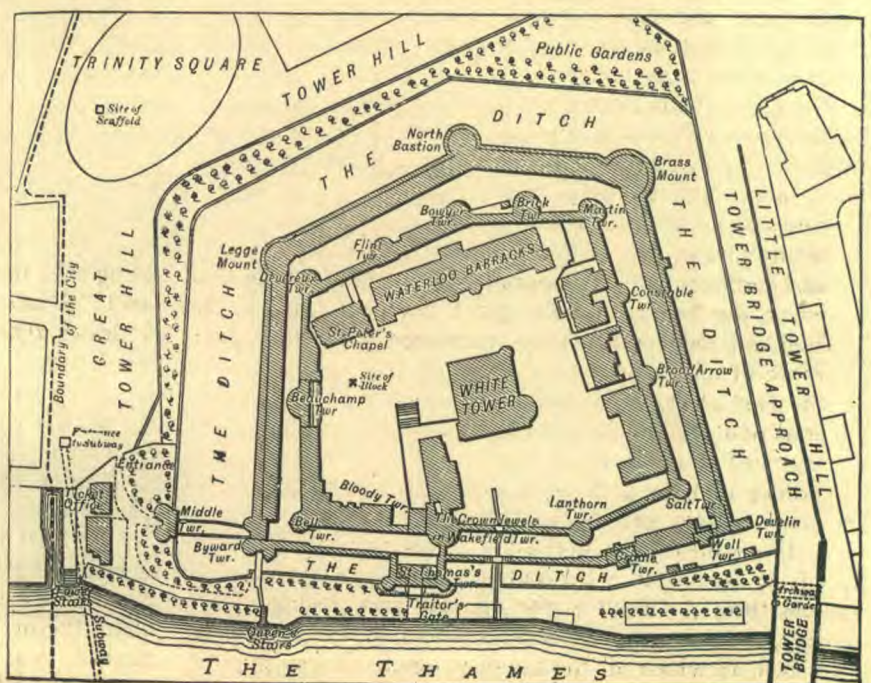 TRINITY SQUARE
Site of
Scaffold
TOWER HILL
Public Gardens
THE DITCH
North
Bastion
Brass
Mount
Bowyer
Twr.
Brick
Twr.
Martin
Twr.
Flint
Twr.
Legge
Mount
Devereux
Twr.
WATERLOO BARRACKS
St. Peter's
Chapel
Constable
Twr.
THE DITCH
LITTLE TOWER HILL
TOWER BRIDGE APPROACH
Boundary of the City
GREAT
TOWER HILL
THE DITCH
Site of
Block
Beauchamp
Twr.
WHITE
TOWER
Broad Arrow
Twr.
Entrance
to Subway
Entrance
Ticket
Office
Middle
Twr.
Bloody Twr.
Bell
Twr.
The Crown Jewels
in Wakefield Twr.
Lanthorn
Twr.
Salt Twr.
Develin
Twr.
Well
Twr.
Cradle
Twr.
Byward
Twr.
THE DITCH
St. Thomas's
Traitor's
Gate
Tower
Stairs
Subway
Queen's
Stairs
Archway
TOWER
BRIDGE
THE THAMES